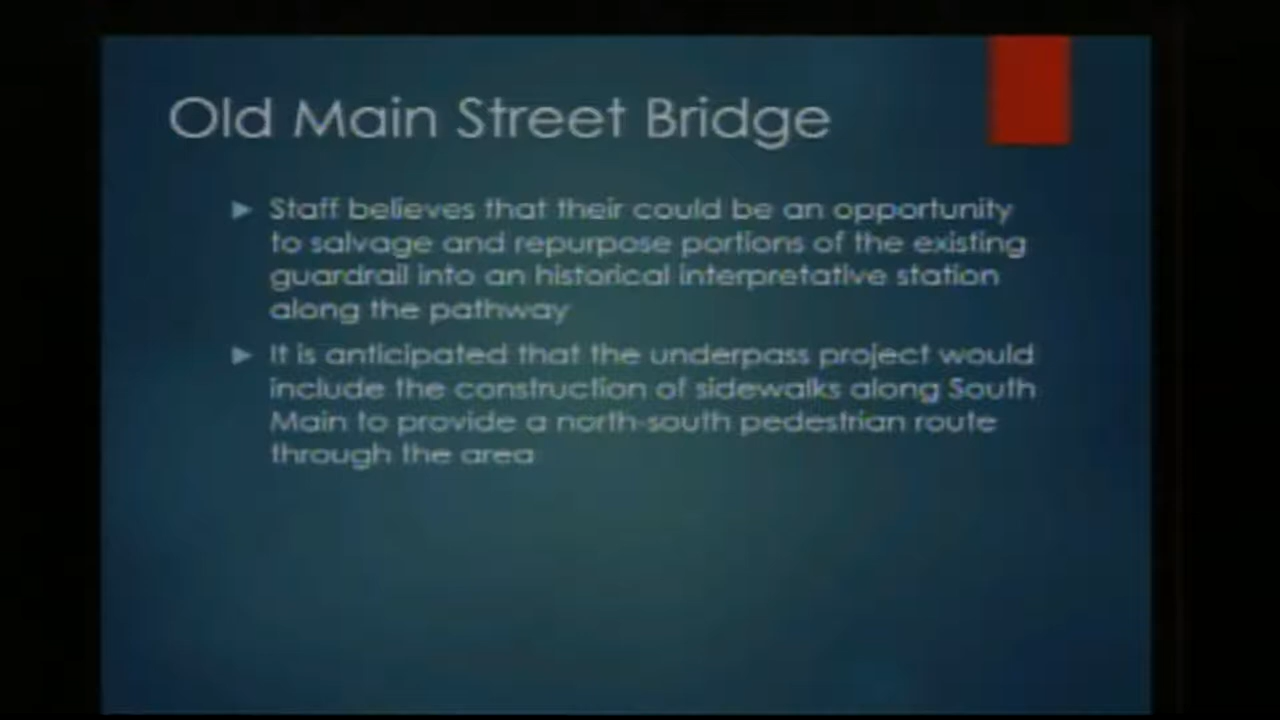 Old Main Street Bridge
Staff believes that their could be an opportunity
to salvage and repurpose portions of the existing
guardrail into an historical interpretative station
along the pathway
It is anticipated that the underpass project would
include the construction of sidewalks along South
Main to provide a north-south pedestrian route
through the area